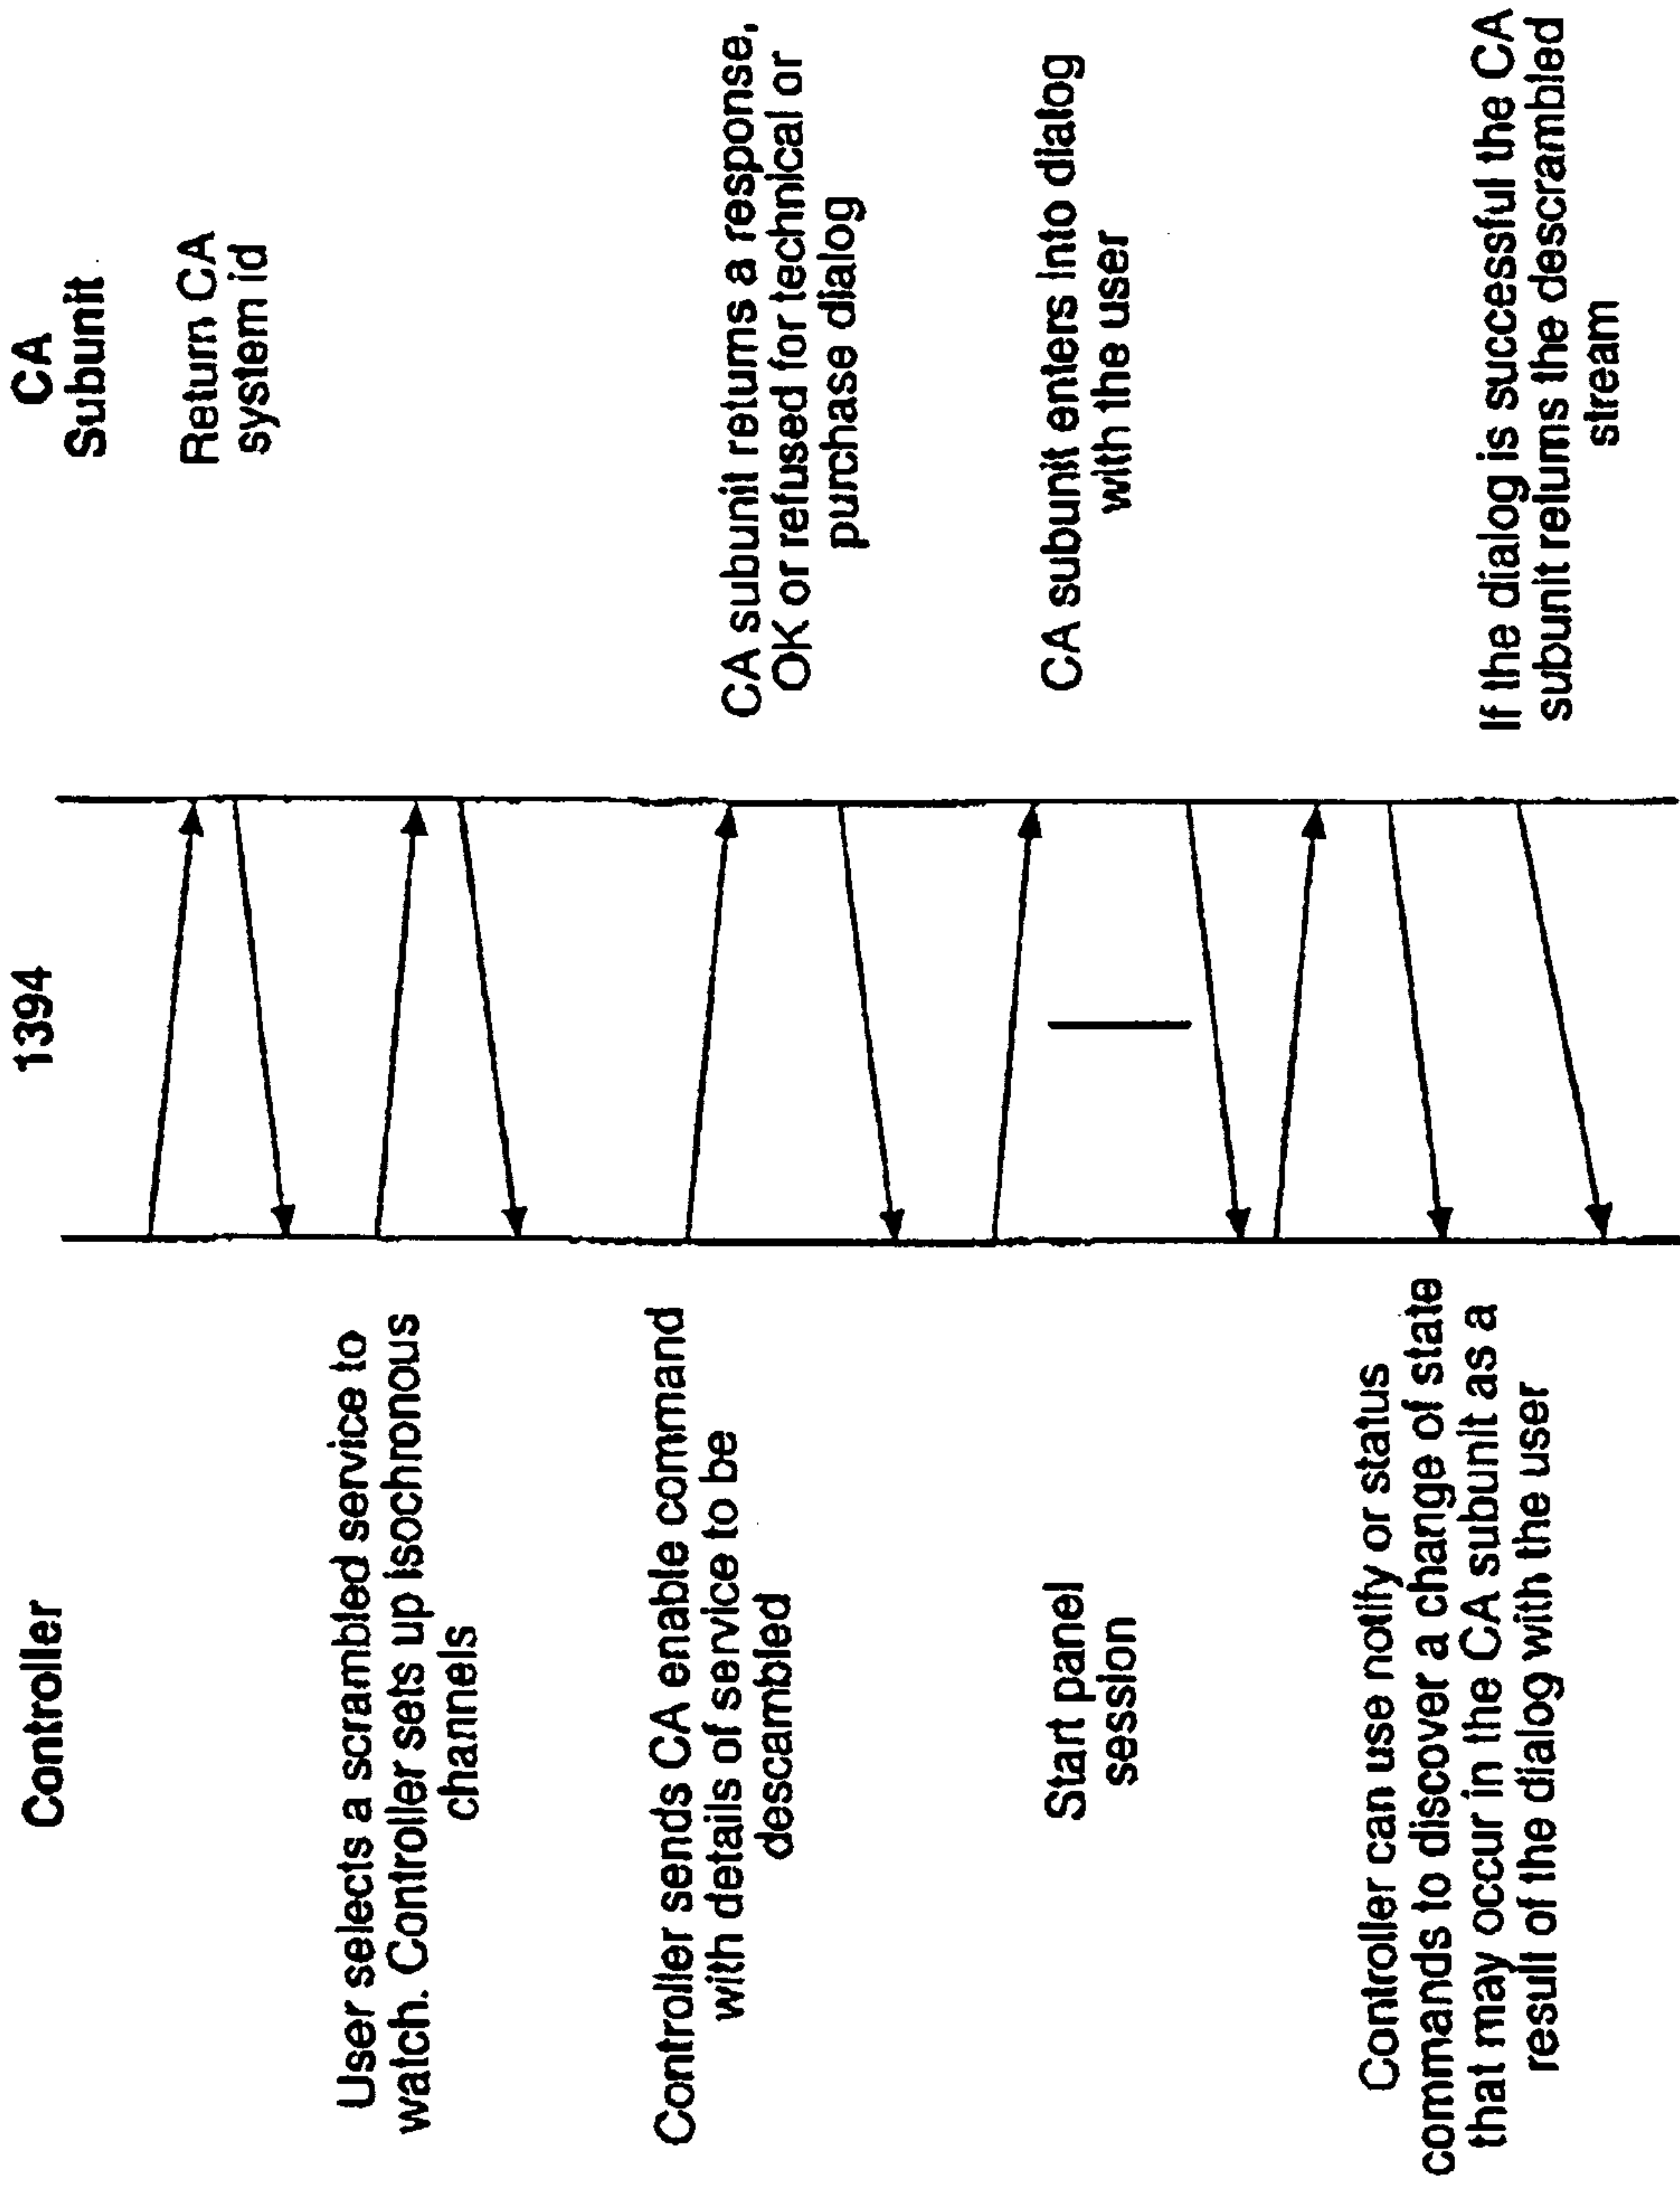 Controller
1394
CA
Subunit
Return CA
system id
User selects a scrambled service to
watch. Controller sets up isochronous
channels
Controller sends CA enable command
with details of service to be
descambled
CA subunit returns a response,
OK or refused for technical or
purchase dialog
Start panel
session
CA subunit enters into dialog
with the user
Controller can use notify or status
commands to discover a change of state
that may occur in the CA subunit as a
result of the dialog with the user
If the dialog is successful the CA
subunit returns the descrambled
stream